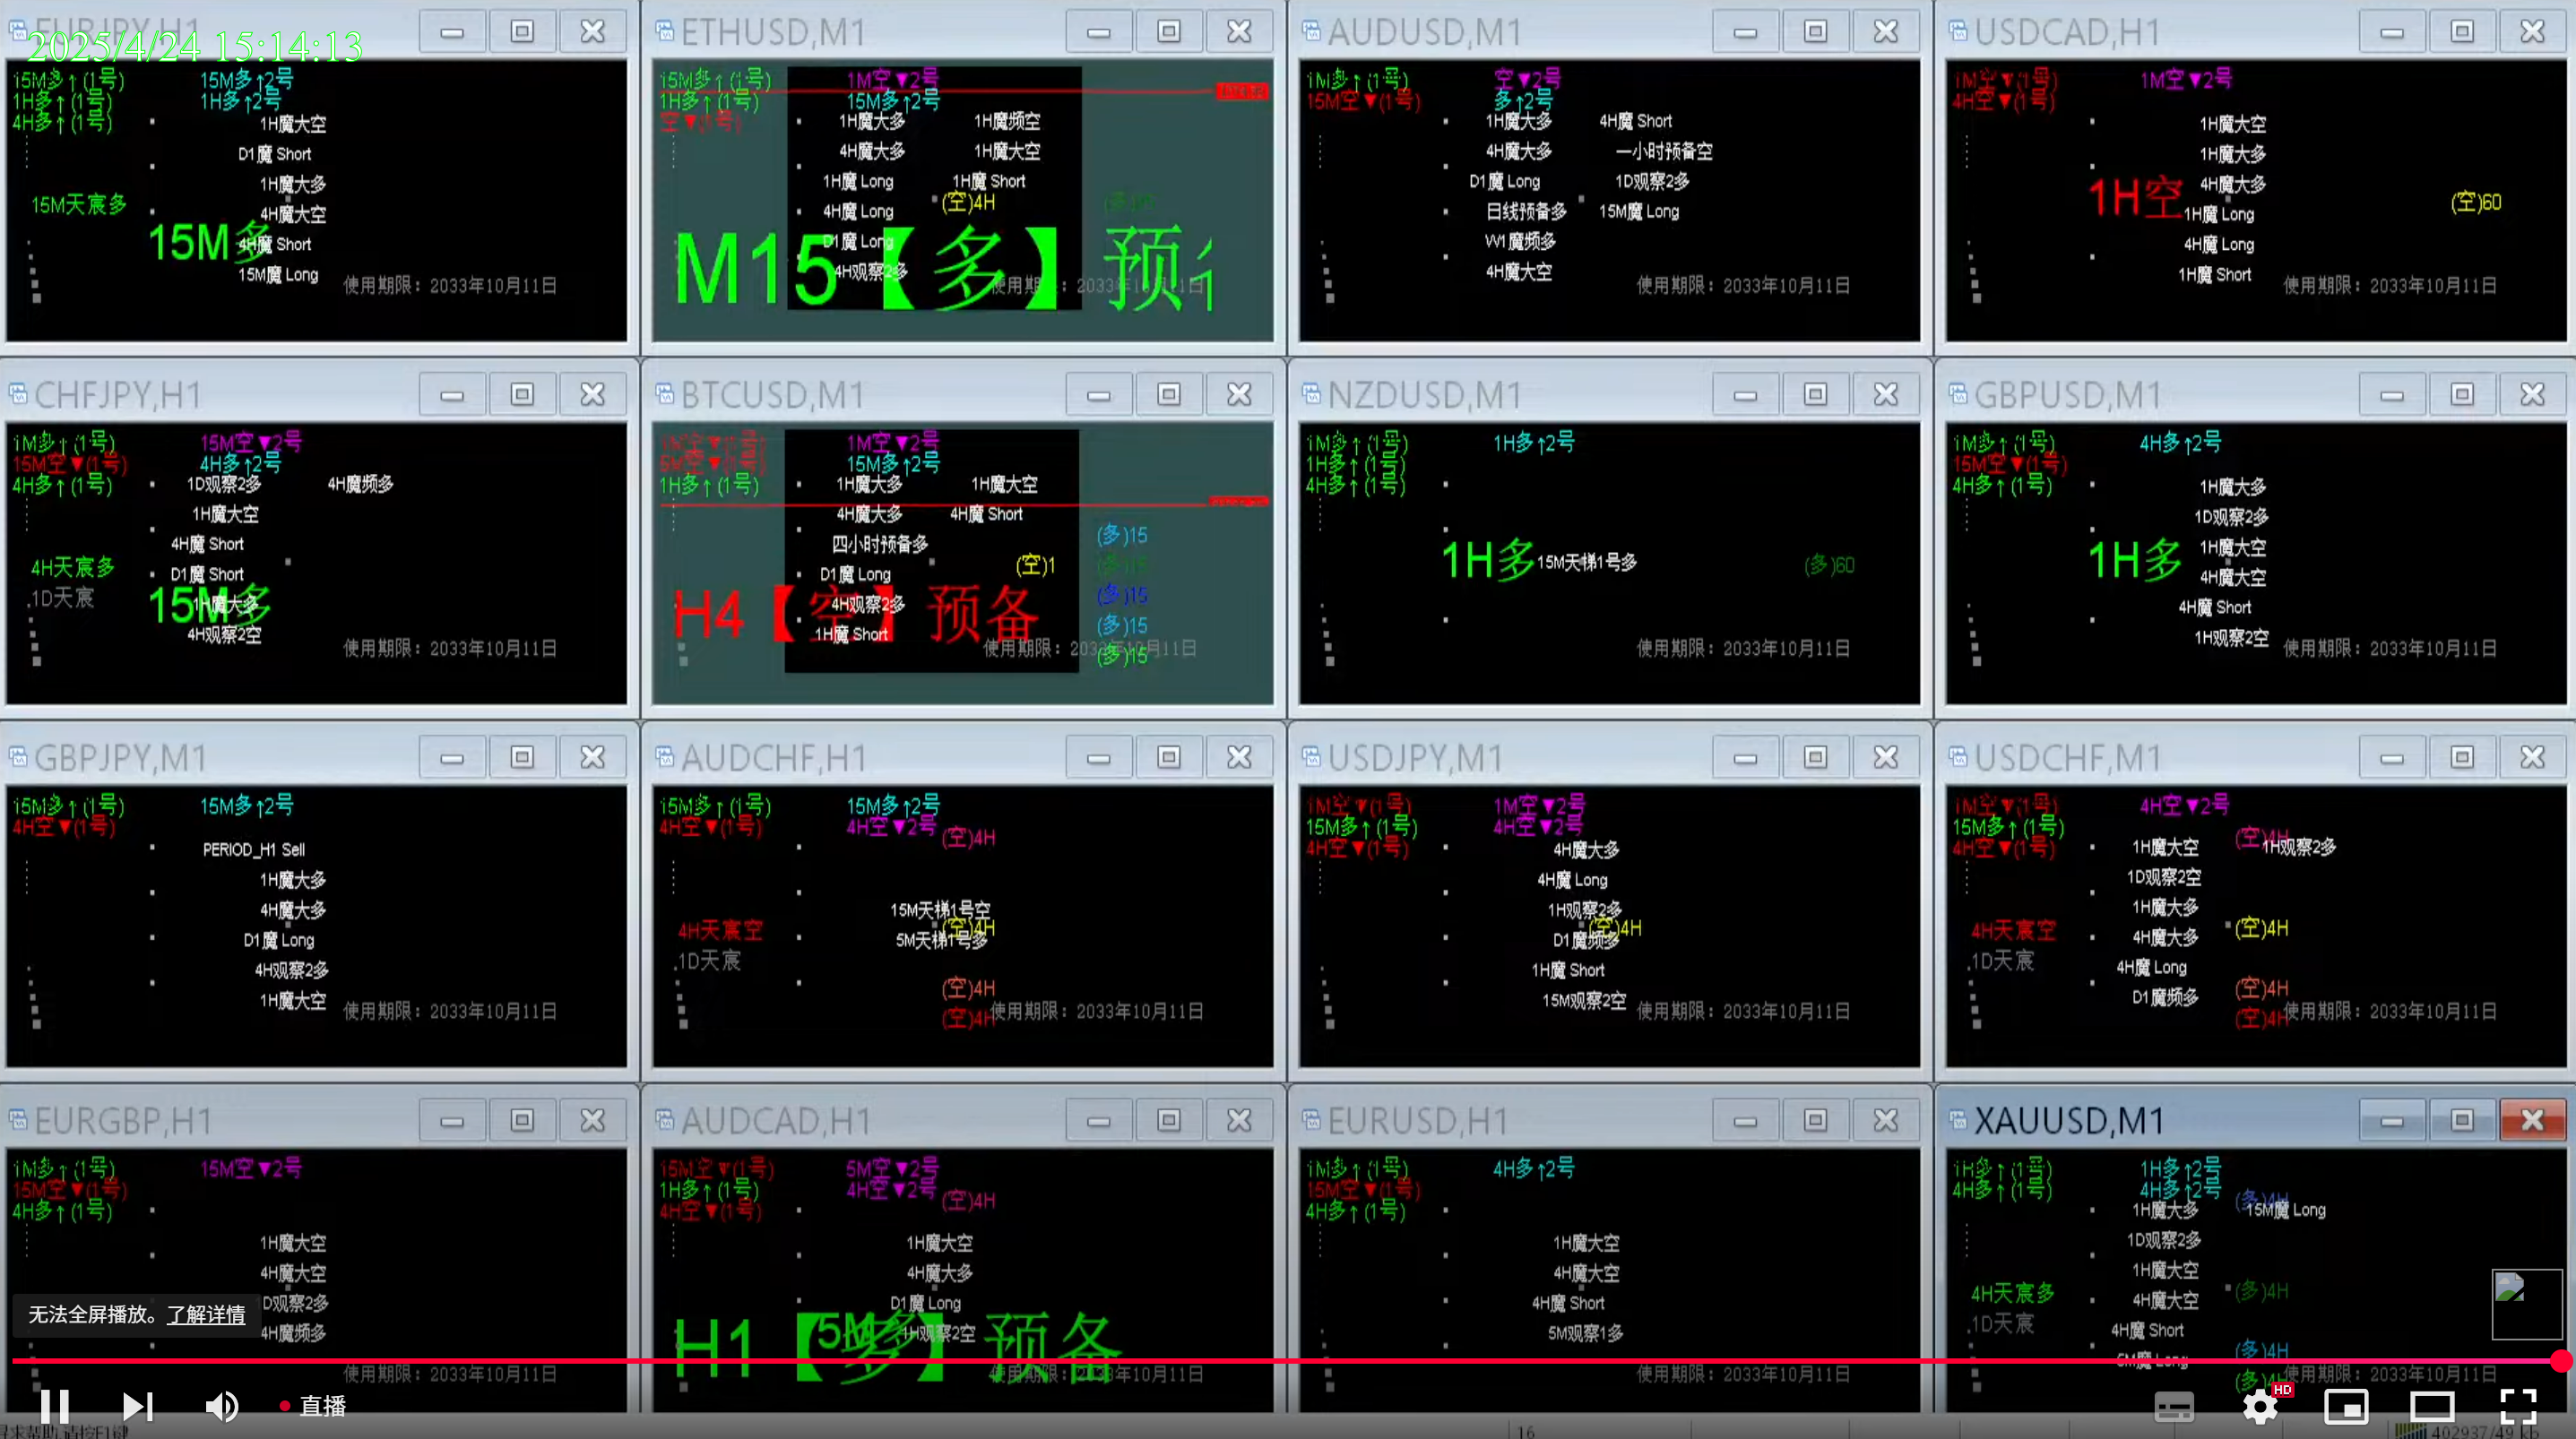 EURJPY,H1
2025/4/24 15:14:13
15M多↑(1号) 15M多↑2号
1H多↑(1号) 1H多↑2号
4H多↑(1号)
1H魔大空
D1魔 Short
1H魔大多
15M天宸多
4H魔大空
15M多
4H魔 Short
15M魔 Long
使用期限：2033年10月11日
ETHUSD,M1
15M多↑(1号) 1M空▼2号
1H多↑(1号) 15M多↑2号
空▼(1号)
1H魔大多 1H魔频空
4H魔大多 1H魔大空
1H魔 Long 1H魔 Short
(空)4H
4H魔 Long
D1魔 Long
M15【多】预
4H观察2多
使用期限：2033年10月11日
AUDUSD,M1
1M多↑(1号) 空▼2号
15M空▼(1号) 多↑2号
1H魔大多 4H魔 Short
4H魔大多 一小时预备空
D1魔 Long 1D观察2多
日线预备多 15M魔 Long
W1魔频多
4H魔大空
使用期限：2033年10月11日
USDCAD,H1
1M空▼(1号) 1M空▼2号
4H空▼(1号)
1H魔大空
1H魔大多
4H魔大多
1H空
(空)60
1H魔 Long
4H魔 Long
1H魔 Short
使用期限：2033年10月11日
CHFJPY,H1
1M多↑(1号) 15M空▼2号
15M空▼(1号) 4H多↑2号
4H多↑(1号) 1D观察2多 4H魔频多
1H魔大空
4H魔 Short
4H天宸多 D1魔 Short
.1D天宸
15M多
1H魔大多
4H观察2空
使用期限：2033年10月11日
BTCUSD,M1
1M空▼(1号) 1M空▼2号
5M空▼(1号) 15M多↑2号
1H多↑(1号) 1H魔大多 1H魔大空
4H魔大多 4H魔 Short
(多)15
四小时预备多
(空)1 (多)15
D1魔 Long
(多)15
4H观察2多
H4【空】预备
(多)15
1H魔 Short
使用期限：2033年10月11日
(多)15
NZDUSD,M1
1M多↑(1号) 1H多↑2号
1H多↑(1号)
4H多↑(1号)
1H多
15M天梯1号多
(多)60
使用期限：2033年10月11日
GBPUSD,M1
1M多↑(1号) 4H多↑2号
15M空▼(1号)
4H多↑(1号)
1H魔大多
1D观察2多
1H多
1H魔大空
4H魔大空
4H魔 Short
1H观察2空
使用期限：2033年10月11日
GBPJPY,M1
15M多↑(1号) 15M多↑2号
4H空▼(1号)
PERIOD_H1 Sell
1H魔大多
4H魔大多
D1魔 Long
4H观察2多
1H魔大空
使用期限：2033年10月11日
AUDCHF,H1
15M多↑(1号) 15M多↑2号
4H空▼(1号) 4H空▼2号
(空)4H
15M天梯1号空
4H天宸空 (空)4H
5M天梯1号多
.1D天宸
(空)4H
(空)4H
使用期限：2033年10月11日
USDJPY,M1
1M空▼(1号) 1M空▼2号
15M多↑(1号) 4H空▼2号
4H空▼(1号)
4H魔大多
4H魔 Long
1H观察2多
(空)4H
D1魔频多
1H魔 Short
15M观察2空
使用期限：2033年10月11日
USDCHF,M1
1M空▼(1号) 4H空▼2号
15M多↑(1号)
4H空▼(1号) 1H魔大空 (空)4H 1H观察2多
1D观察2空
1H魔大多
4H天宸空 4H魔大多 (空)4H
.1D天宸 4H魔 Long
D1魔频多 (空)4H
(空)4H
使用期限：2033年10月11日
EURGBP,H1
1M多↑(1号) 15M空▼2号
15M空▼(1号)
4H多↑(1号)
1H魔大空
4H魔大空
1D观察2多
4H魔频多
使用期限：2033年10月11日
AUDCAD,H1
15M空▼(1号) 5M空▼2号
1H多↑(1号) 4H空▼2号
4H空▼(1号) (空)4H
1H魔大空
4H魔大多
D1魔 Long
H1【多】预备
5M多
1H观察2空
使用期限：2033年10月11日
EURUSD,H1
1M多↑(1号) 4H多↑2号
15M空▼(1号)
4H多↑(1号)
1H魔大空
4H魔大空
4H魔 Short
5M观察1多
使用期限：2033年10月11日
XAUUSD,M1
1H多↑(1号) 1H多↑2号
4H多↑(1号) 4H多↑2号
1H魔大多 (多)4H 15M魔 Long
1D观察2多
1H魔大空
4H天宸多 4H魔大空 (多)4H
.1D天宸 4H魔 Short
(多)4H
5M魔 Long
(多)4H
使用期限：2033年10月11日
无法全屏播放。了解详情
直播
HD
寻求帮助,请按F1键
16
402937/49 kb